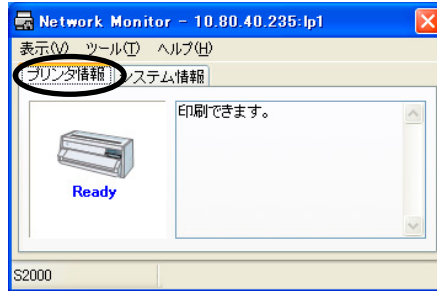 Network Monitor - 10.80.40.235:lp1
表示(V) ツール(T) ヘルプ(H)
プリンタ情報 システム情報
印刷できます。
Ready
S2000